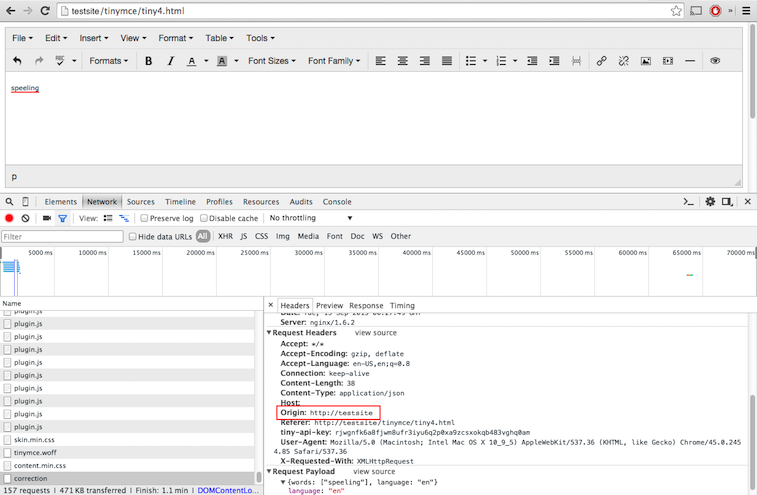 testsite/tinymce/tiny4.html
File Edit Insert View Format Table Tools
Formats B I A A Font Sizes Font Family
speeling
p
Elements Network Sources Timeline Profiles Resources Audits Console
View: Preserve log Disable cache No throttling
Filter Hide data URLs All XHR JS CSS Img Media Font Doc WS Other
5000 ms 10000 ms 15000 ms 20000 ms 25000 ms 30000 ms 35000 ms 40000 ms 45000 ms 50000 ms 55000 ms 60000 ms 65000 ms 70000 ms
Name
plugin.js
plugin.js
plugin.js
plugin.js
plugin.js
plugin.js
plugin.js
plugin.js
plugin.js
plugin.js
skin.min.css
tinymce.woff
content.min.css
correction
157 requests | 471 KB transferred | Finish: 1.1 min | DOMContentLo...
× Headers Preview Response Timing
Server: nginx/1.6.2
Request Headers view source
Accept: */*
Accept-Encoding: gzip, deflate
Accept-Language: en-US,en;q=0.8
Connection: keep-alive
Content-Length: 38
Content-Type: application/json
Host:
Origin: http://testsite
Referer: http://testsite/tinymce/tiny4.html
tiny-api-key: rjwgnfk6a8fjwm8ufr3iyu6q2p0xa9zcsxokqb483vghq0am
User-Agent: Mozilla/5.0 (Macintosh; Intel Mac OS X 10_9_5) AppleWebKit/537.36 (KHTML, like Gecko) Chrome/45.0.245
4.85 Safari/537.36
X-Requested-With: XMLHttpRequest
Request Payload view source
{words: ["speeling"], language: "en"}
language: "en"